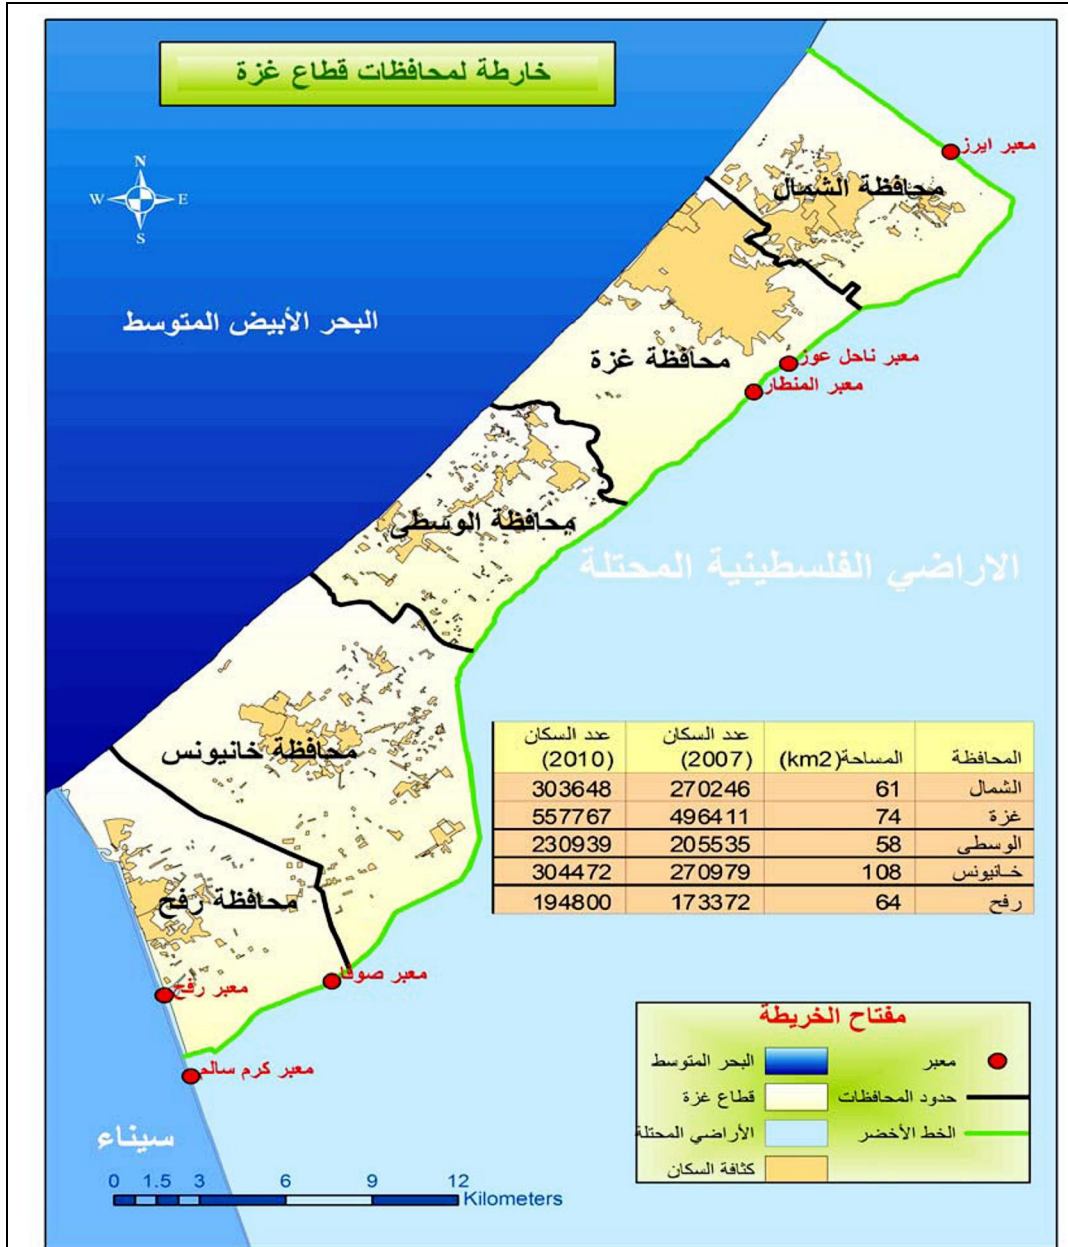 خارطة لمحافظات قطاع غزة
N
W
E
S
معبر ايرز
محافظة الشمال
البحر الأبيض المتوسط
محافظة غزة
معبر ناحل عوز
معبر المنطار
محافظة الوسطى
الاراضي الفلسطينية المحتلة
محافظة خانيونس
المحافظة المساحة(km2) عدد السكان (2007) عدد السكان (2010)
الشمال 61 270246 303648
غزة 74 496411 557767
الوسطى 58 205535 230939
خانيونس 108 270979 304472
رفح 64 173372 194800
محافظة رفح
معبر صوفا
معبر رفح
معبر كرم سالم
سيناء
مفتاح الخريطة
معبر البحر المتوسط
حدود المحافظات قطاع غزة
الخط الأخضر الأراضي المحتلة
كثافة السكان
0 1.5 3 6 9 12
Kilometers